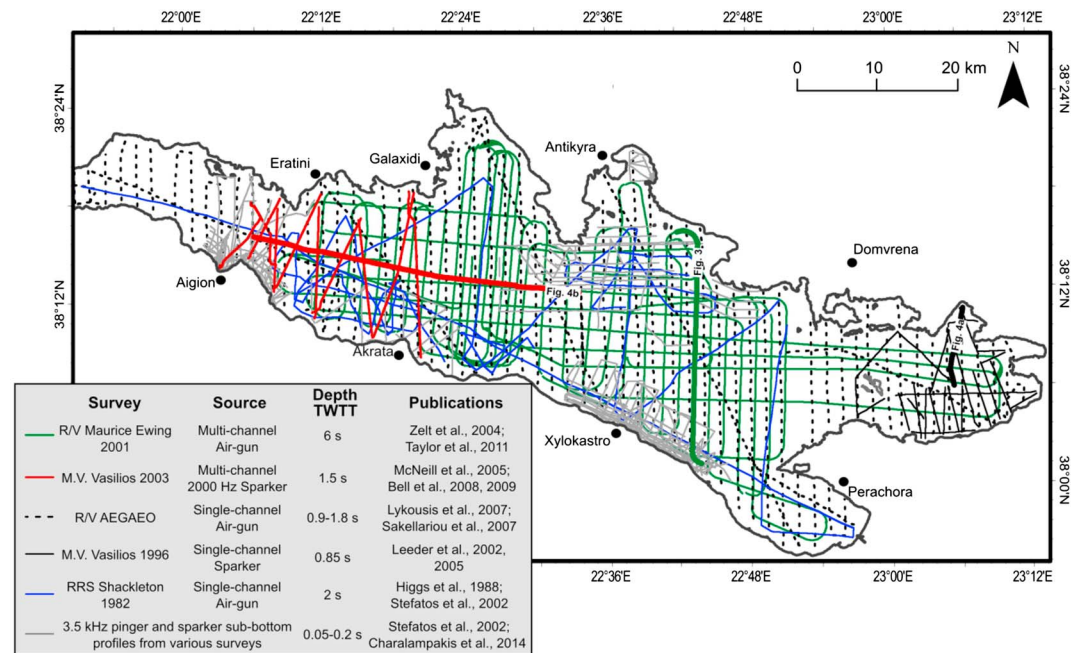 22°00'E 22°12'E 22°24'E 22°36'E 22°48'E 23°00'E 23°12'E
N
0 10 20 km
38°24'N
38°24'N
Antikyra
Galaxidi
Eratini
Domvrena
Fig. 3
38°12'N
38°12'N
Aigion
Fig. 4b
Fig. 4a
Akrata
Xylokastro
38°00'N
Perachora
22°36'E 22°48'E 23°00'E 23°12'E
Survey Source Depth TWTT Publications
R/V Maurice Ewing 2001 Multi-channel Air-gun 6 s Zelt et al., 2004; Taylor et al., 2011
M.V. Vasilios 2003 Multi-channel 2000 Hz Sparker 1.5 s McNeill et al., 2005; Bell et al., 2008, 2009
R/V AEGAEO Single-channel Air-gun 0.9-1.8 s Lykousis et al., 2007; Sakellariou et al., 2007
M.V. Vasilios 1996 Single-channel Sparker 0.85 s Leeder et al., 2002, 2005
RRS Shackleton 1982 Single-channel Air-gun 2 s Higgs et al., 1988; Stefatos et al., 2002
3.5 kHz pinger and sparker sub-bottom profiles from various surveys 0.05-0.2 s Stefatos et al., 2002; Charalampakis et al., 2014